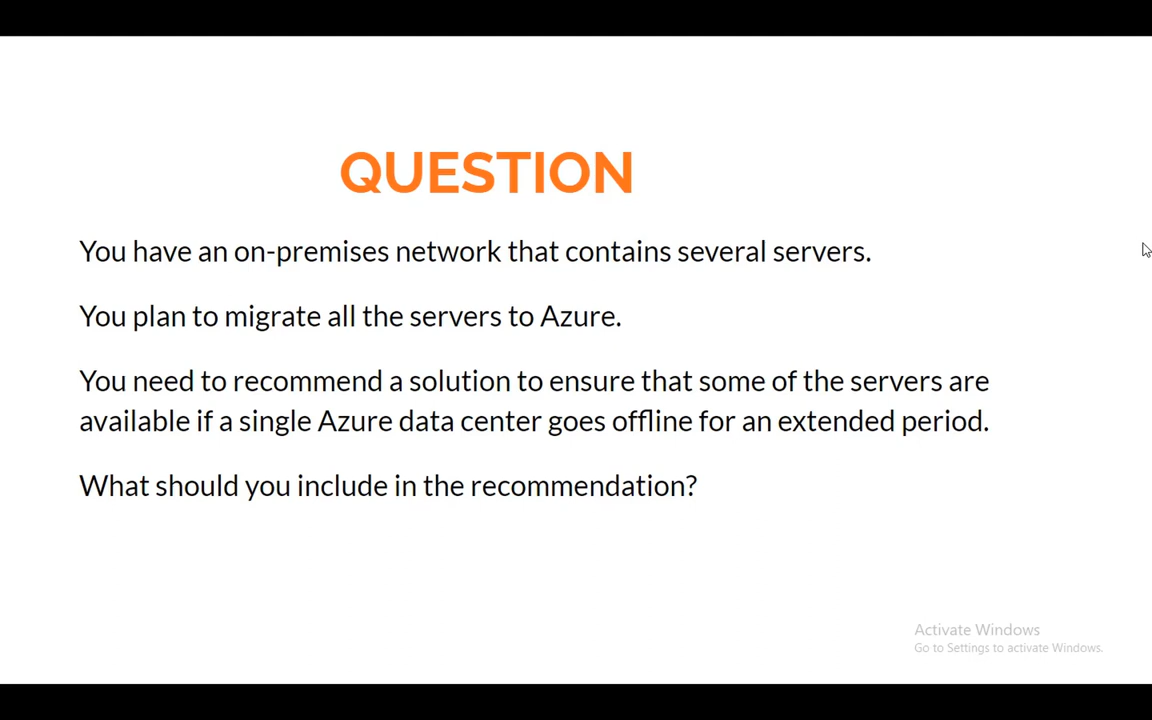 QUESTION
You have an on-premises network that contains several servers.
You plan to migrate all the servers to Azure.
You need to recommend a solution to ensure that some of the servers are
available if a single Azure data center goes offline for an extended period.
What should you include in the recommendation?
Activate Windows
Go to Settings to activate Windows.